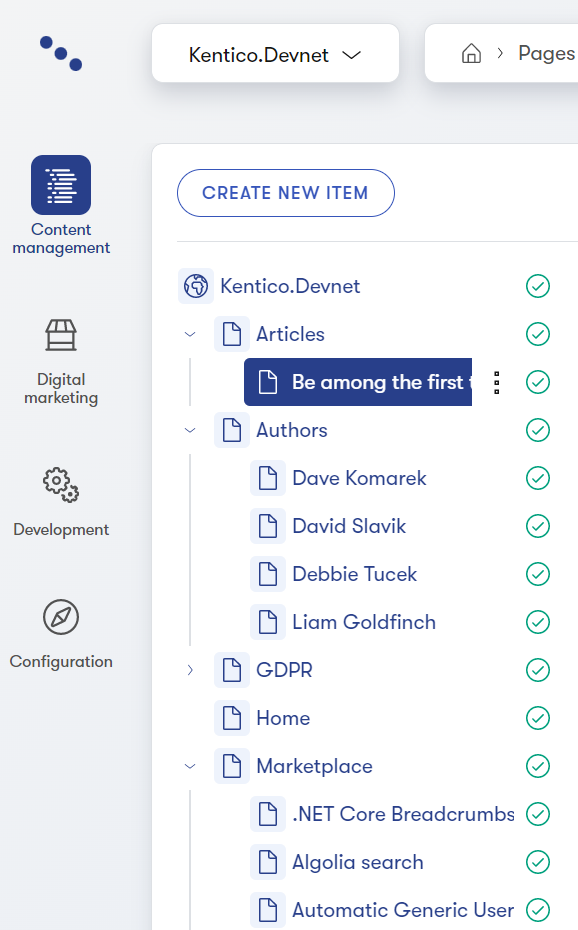 Kentico.Devnet
Pages
Content
management
Digital
marketing
Development
Configuration
CREATE NEW ITEM
Kentico.Devnet
Articles
Be among the first
Authors
Dave Komarek
David Slavik
Debbie Tucek
Liam Goldfinch
GDPR
Home
Marketplace
.NET Core Breadcrumbs
Algolia search
Automatic Generic User